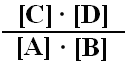 [C] · [D]
[A] · [B]